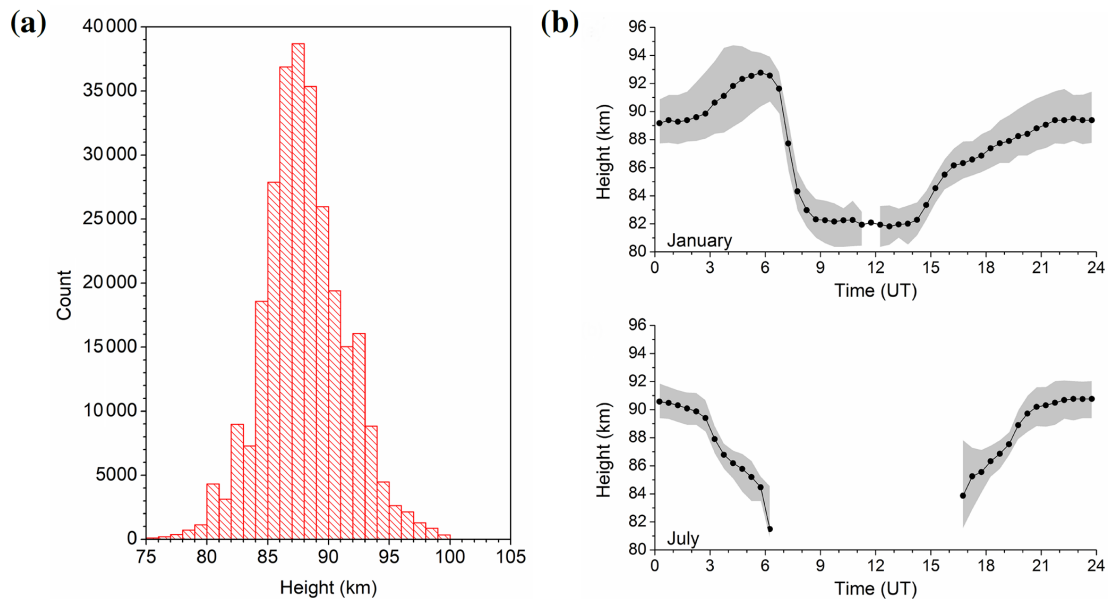 (a)
40 000
35 000
30 000
25 000
20 000
15 000
10 000
5000
0
Count
75 80 85 90 95 100 105
Height (km)
(b)
96
94
92
90
88
86
84
82
80
Height (km)
January
0 3 6 9 12 15 18 21 24
Time (UT)
96
94
92
90
88
86
84
82
80
Height (km)
July
0 3 6 9 12 15 18 21 24
Time (UT)